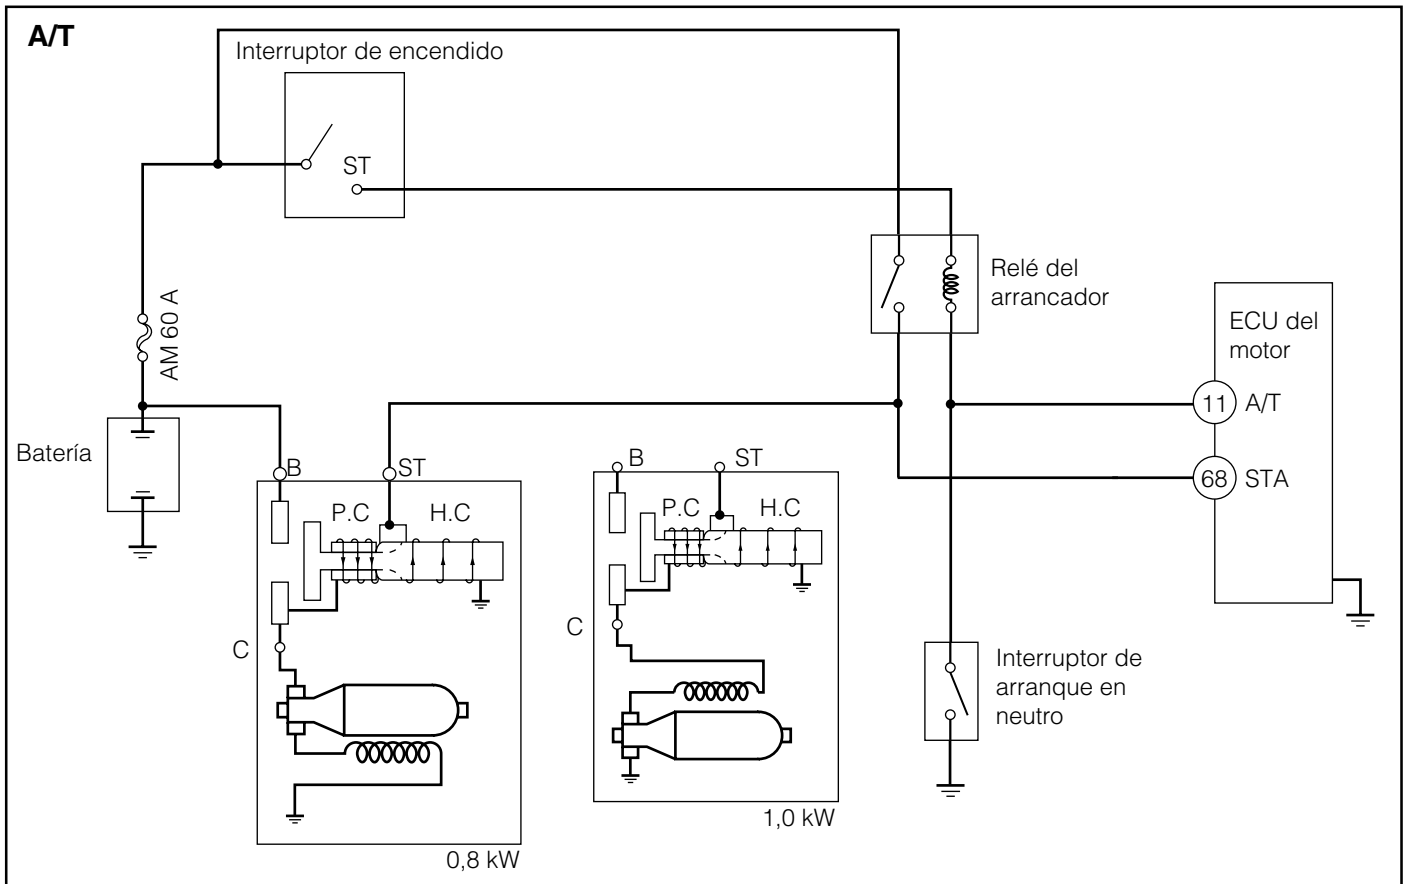 A/T
Interruptor de encendido
ST
AM 60 A
Relé del
arrancador
ECU del
motor
11 A/T
68 STA
Batería
B
ST
P.C
H.C
C
0,8 kW
B
ST
P.C
H.C
C
1,0 kW
Interruptor de
arranque en
neutro